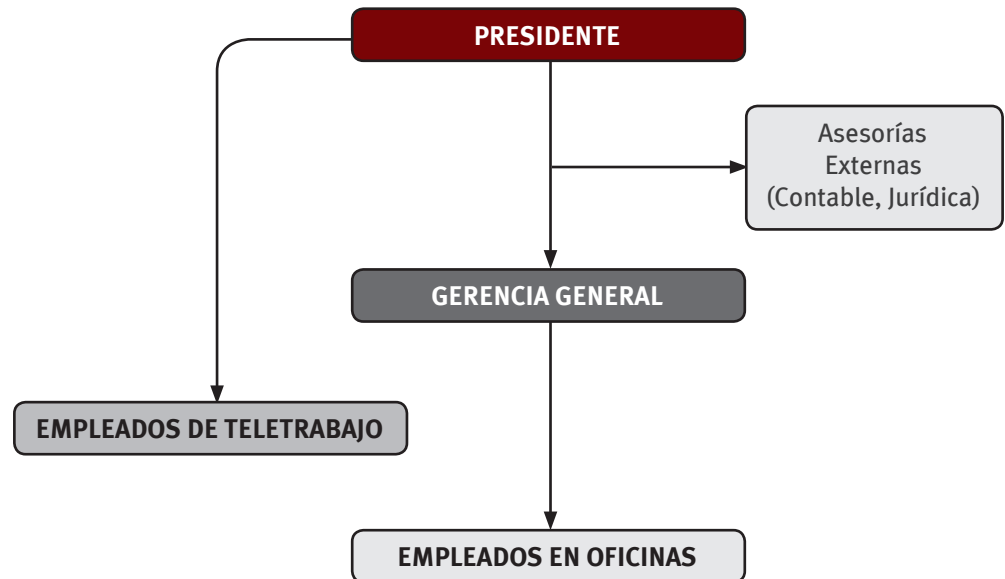 PRESIDENTE
Asesorías
Externas
(Contable, Jurídica)
GERENCIA GENERAL
EMPLEADOS DE TELETRABAJO
EMPLEADOS EN OFICINAS